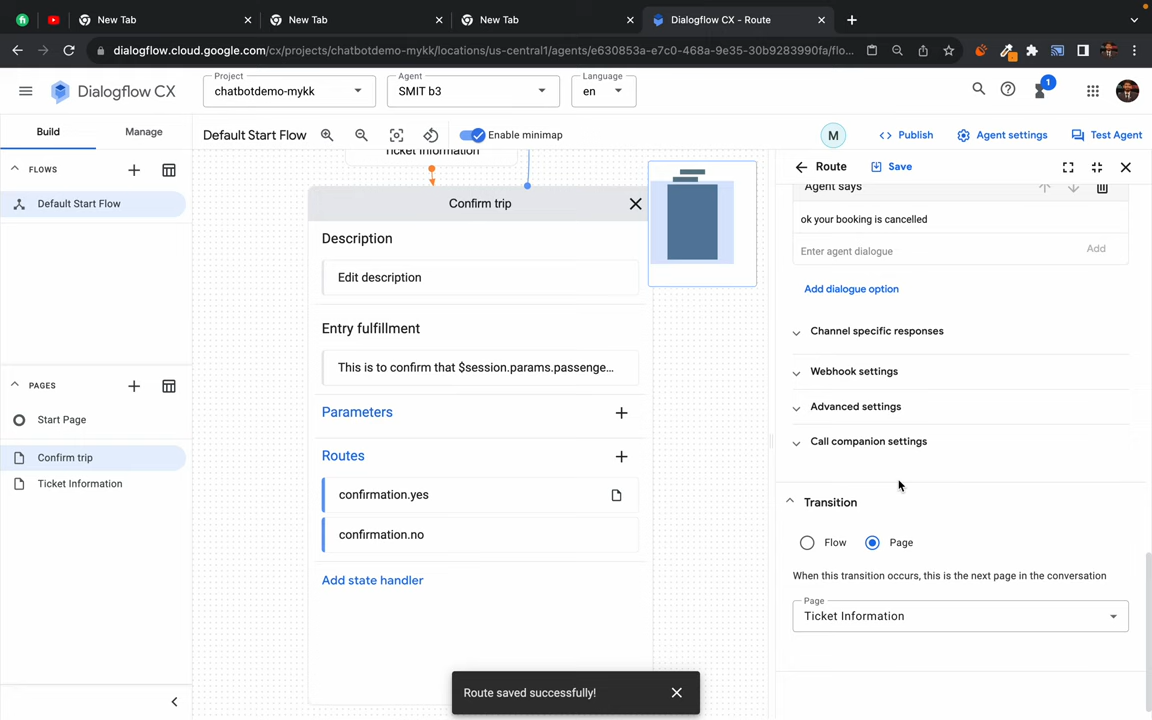 New Tab
New Tab
New Tab
Dialogflow CX - Route
dialogflow.cloud.google.com/cx/projects/chatbotdemo-mykk/locations/us-central1/agents/e630853a-e7c0-468a-9e35-30b9283990fa/flo...
Dialogflow CX
Project
chatbotdemo-mykk
Agent
SMIT b3
Language
en
1
Build
Manage
Default Start Flow
Enable minimap
M
Publish
Agent settings
Test Agent
FLOWS
Default Start Flow
PAGES
Start Page
Confirm trip
Ticket Information
Ticket Information
Confirm trip
Description
Edit description
Entry fulfillment
This is to confirm that $session.params.passenge...
Parameters
Routes
confirmation.yes
confirmation.no
Add state handler
Route
Save
Agent says
ok your booking is cancelled
Enter agent dialogue
Add
Add dialogue option
Channel specific responses
Webhook settings
Advanced settings
Call companion settings
Transition
Flow
Page
When this transition occurs, this is the next page in the conversation
Page
Ticket Information
Route saved successfully!